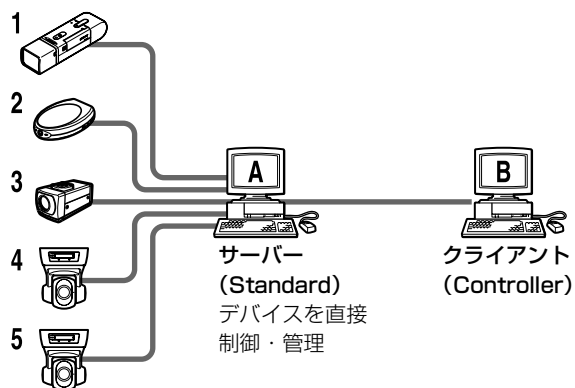 1
2
3
4
5
A
B
サーバー
(Standard)
デバイスを直接
制御・管理
クライアント
(Controller)